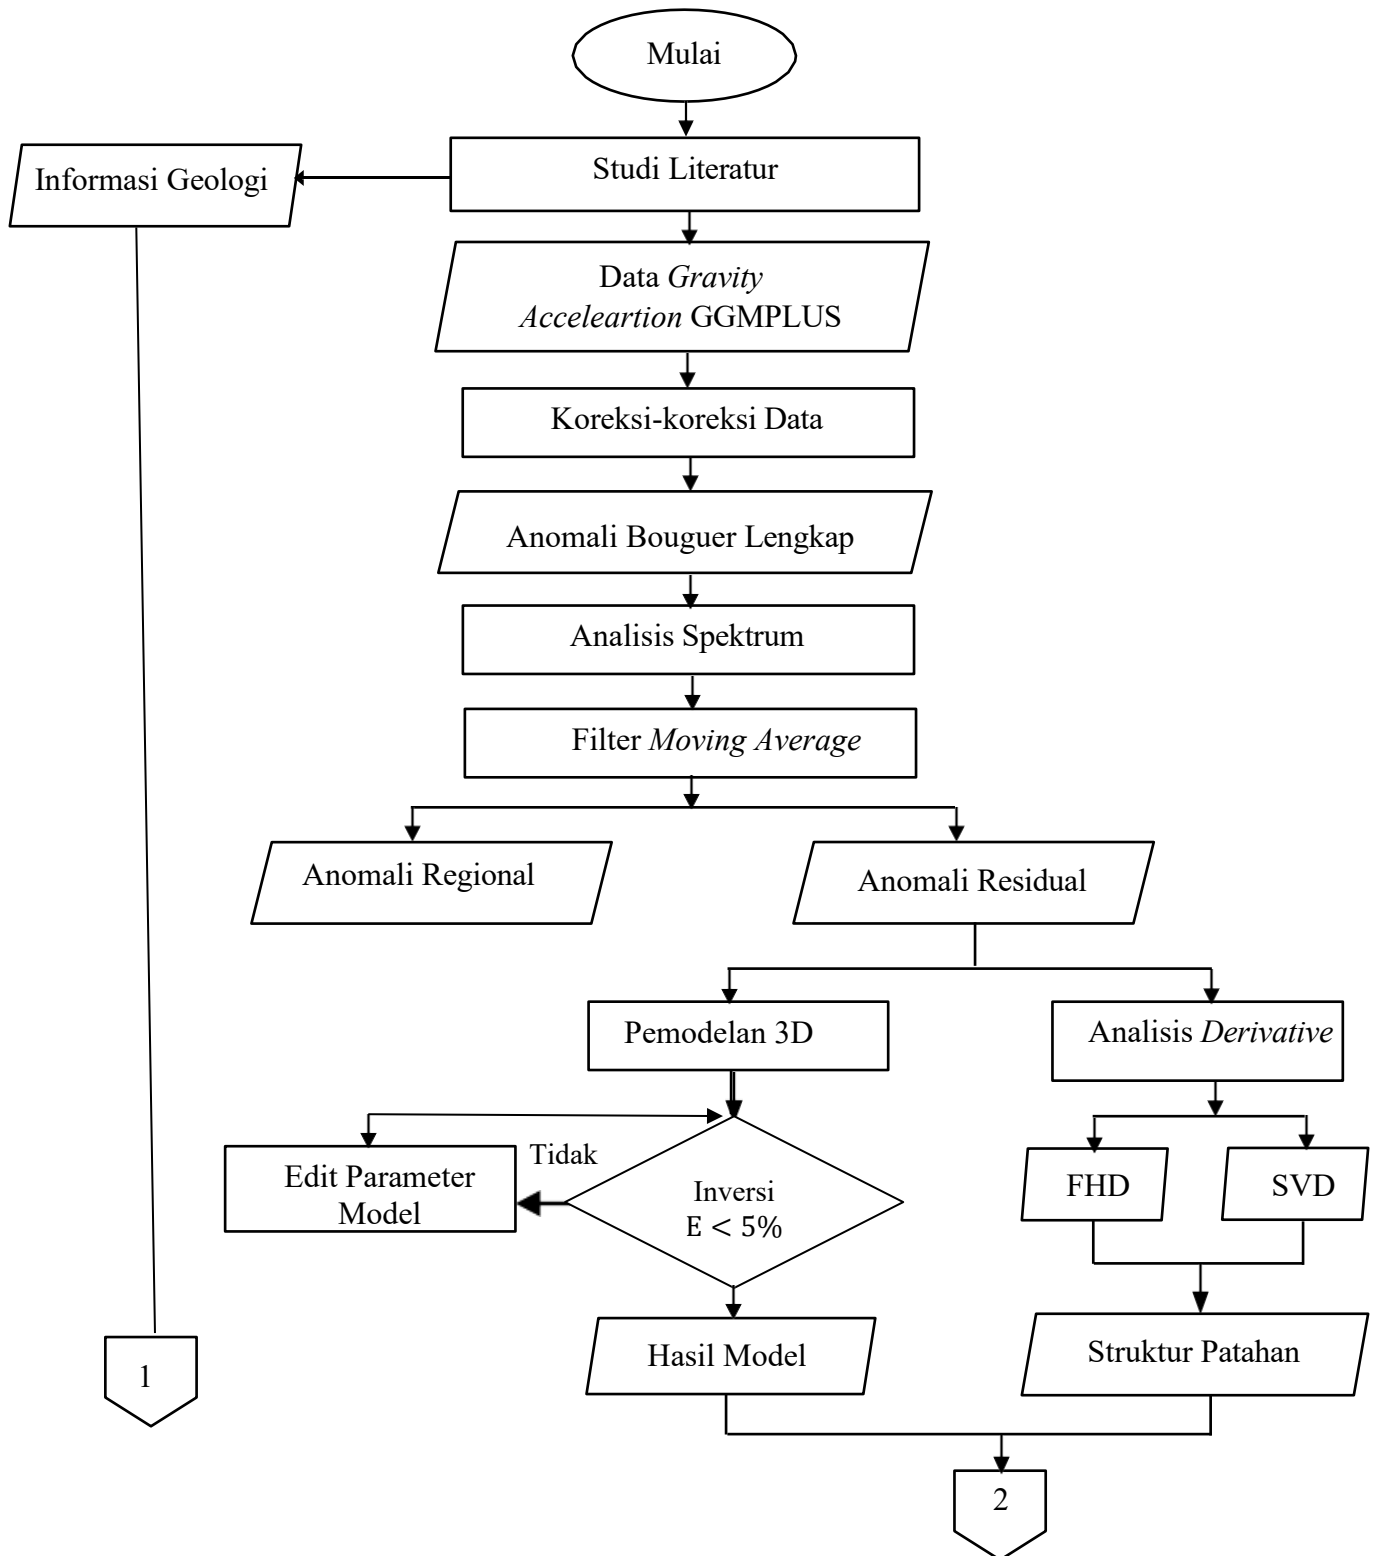 Mulai
Studi Literatur
Informasi Geologi
Data Gravity
Acceleartion GGMPLUS
Koreksi-koreksi Data
Anomali Bouguer Lengkap
Analisis Spektrum
Filter Moving Average
Anomali Regional
Anomali Residual
Pemodelan 3D
Analisis Derivative
Tidak
Edit Parameter
Model
Inversi
E < 5%
FHD
SVD
Hasil Model
Struktur Patahan
1
2